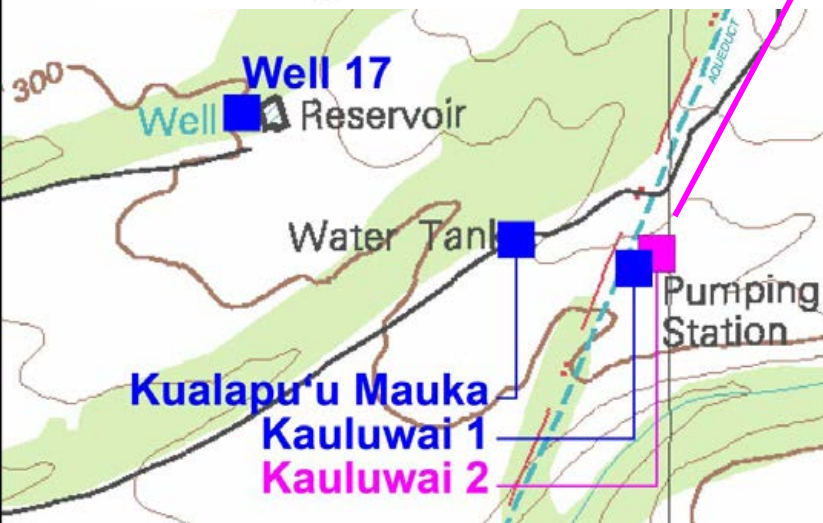 AQUEDUCT
Well 17
300
Well
Reservoir
Water Tank
Pumping
Station
Kualapu‘u Mauka
Kauluwai 1
Kauluwai 2